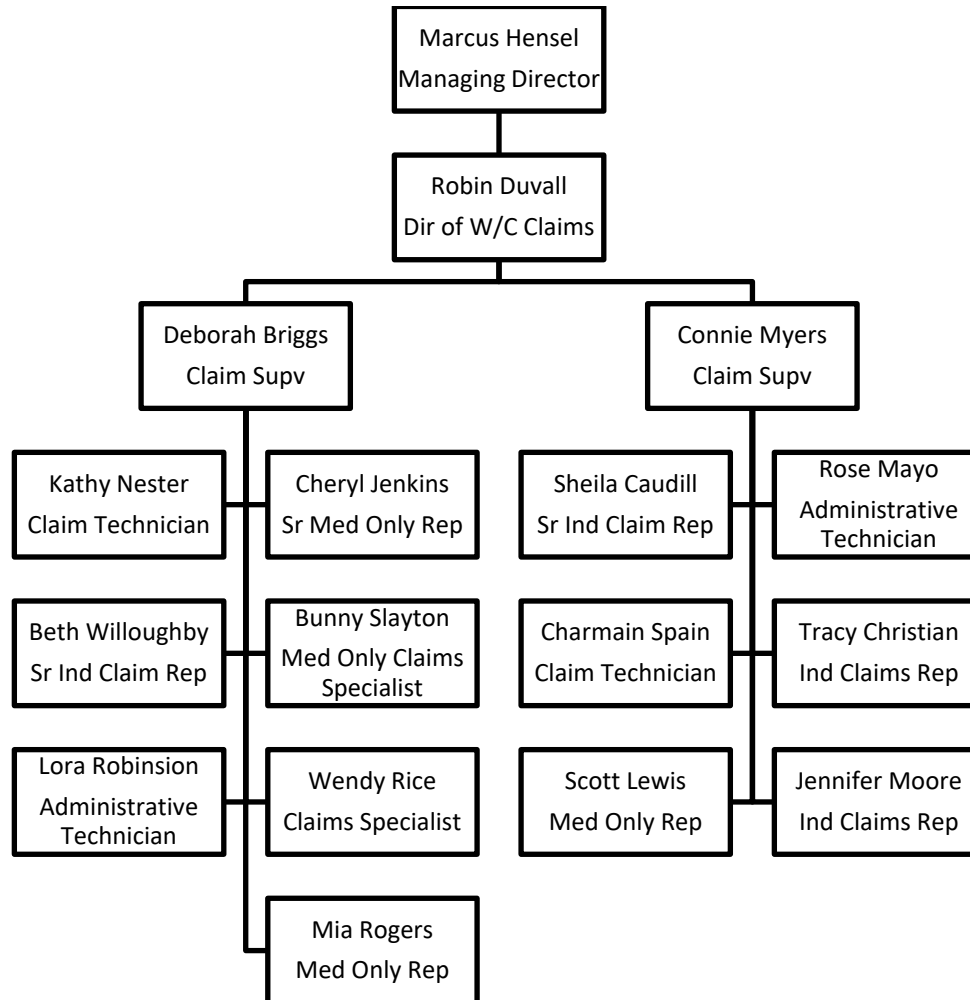 Marcus Hensel
Managing Director
Robin Duvall
Dir of W/C Claims
Deborah Briggs
Claim Supv
Connie Myers
Claim Supv
Kathy Nester
Claim Technician
Cheryl Jenkins
Sr Med Only Rep
Sheila Caudill
Sr Ind Claim Rep
Rose Mayo
Administrative
Technician
Beth Willoughby
Sr Ind Claim Rep
Bunny Slayton
Med Only Claims
Specialist
Charmain Spain
Claim Technician
Tracy Christian
Ind Claims Rep
Lora Robinsion
Administrative
Technician
Wendy Rice
Claims Specialist
Scott Lewis
Med Only Rep
Jennifer Moore
Ind Claims Rep
Mia Rogers
Med Only Rep